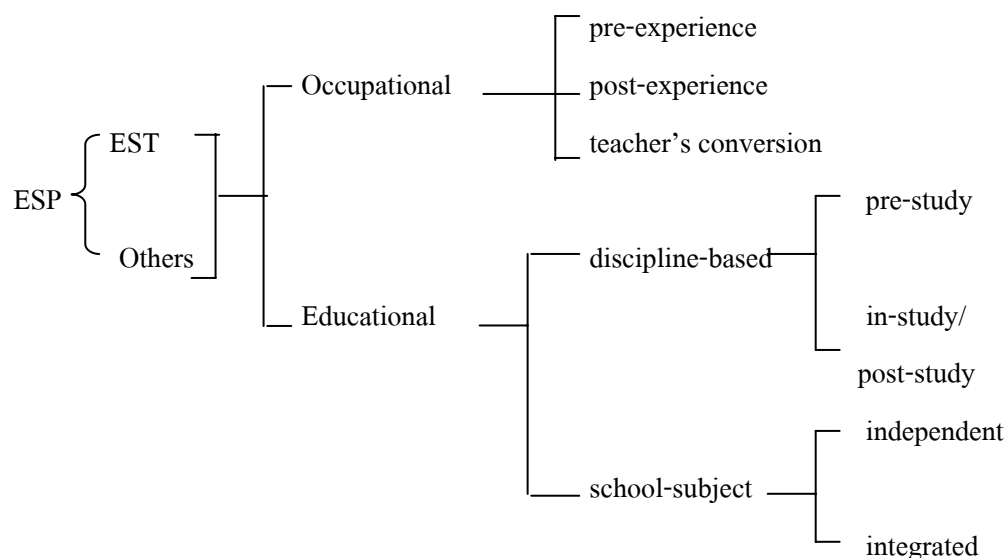 pre-experience
Occupational
post-experience
EST
teacher’s conversion
ESP
pre-study
Others
discipline-based
Educational
in-study/
post-study
independent
school-subject
integrated